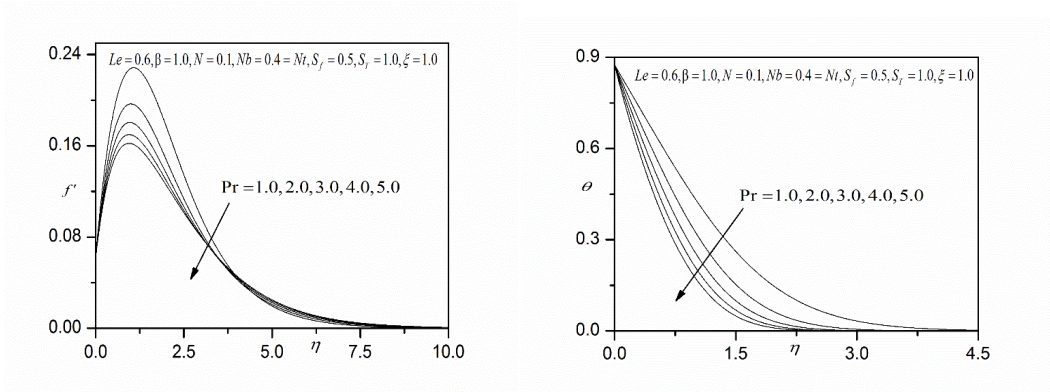 0.24
Le = 0.6, β = 1.0, N = 0.1, Nb = 0.4 = Nt, S_f = 0.5, S_T = 1.0, ξ = 1.0
0.16
f'
Pr = 1.0, 2.0, 3.0, 4.0, 5.0
0.08
0.00
0.0 2.5 η 5.0 7.5 10.0
0.9
Le = 0.6, β = 1.0, N = 0.1, Nb = 0.4 = Nt, S_f = 0.5, S_T = 1.0, ξ = 1.0
0.6
θ
Pr = 1.0, 2.0, 3.0, 4.0, 5.0
0.3
0.0
0.0 1.5 η 3.0 4.5